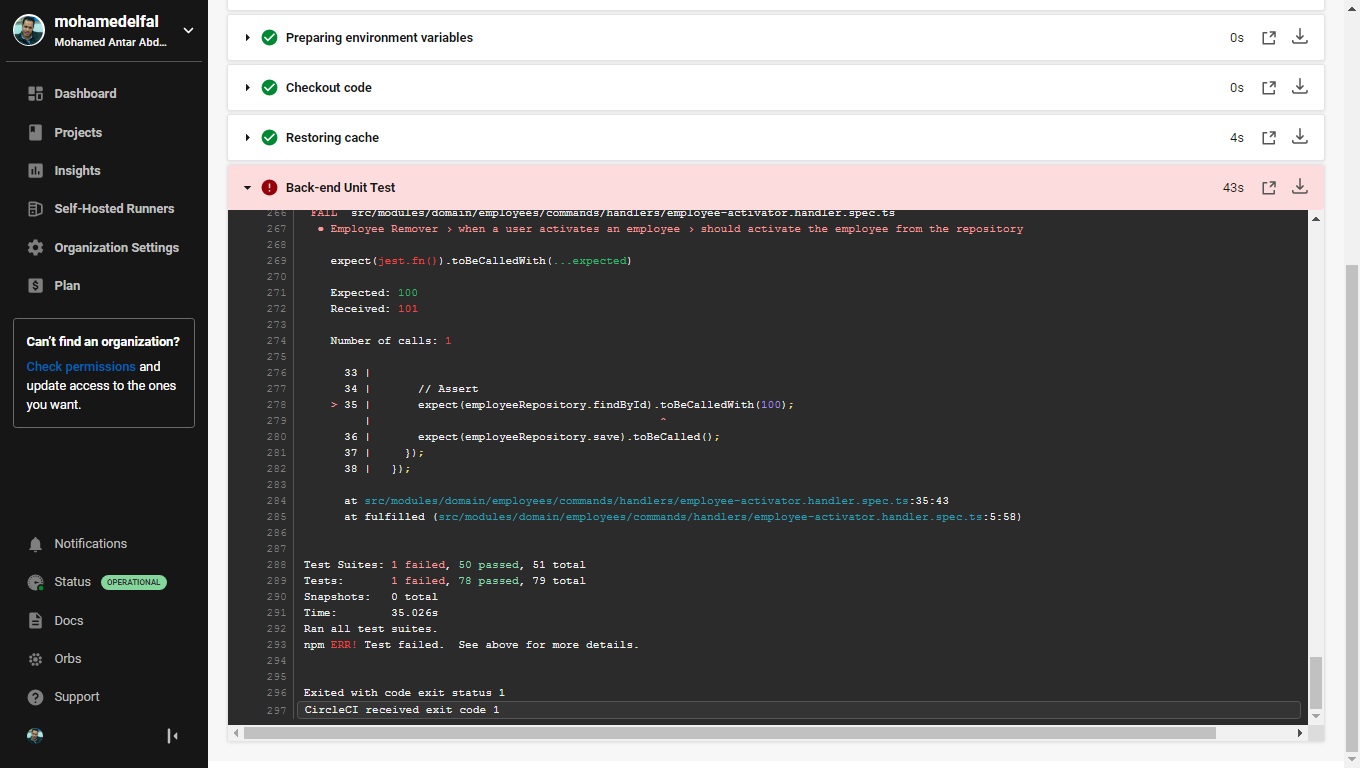 mohamedelfal
Mohamed Antar Abd...
Dashboard
Projects
Insights
Self-Hosted Runners
Organization Settings
Plan
Can't find an organization?
Check permissions and
update access to the ones
you want.
Notifications
Status OPERATIONAL
Docs
Orbs
Support
Preparing environment variables 0s
Checkout code 0s
Restoring cache 4s
Back-end Unit Test 43s
266 FAIL src/modules/domain/employees/commands/handlers/employee-activator.handler.spec.ts
267 ● Employee Remover › when a user activates an employee › should activate the employee from the repository
268
269 expect(jest.fn()).toBeCalledWith(...expected)
270
271 Expected: 100
272 Received: 101
273
274 Number of calls: 1
275
276 33 |
277 34 | // Assert
278 > 35 | expect(employeeRepository.findById).toBeCalledWith(100);
279 | ^
280 36 | expect(employeeRepository.save).toBeCalled();
281 37 | });
282 38 | });
283
284 at src/modules/domain/employees/commands/handlers/employee-activator.handler.spec.ts:35:43
285 at fulfilled (src/modules/domain/employees/commands/handlers/employee-activator.handler.spec.ts:5:58)
286
287
288 Test Suites: 1 failed, 50 passed, 51 total
289 Tests: 1 failed, 78 passed, 79 total
290 Snapshots: 0 total
291 Time: 35.026s
292 Ran all test suites.
293 npm ERR! Test failed. See above for more details.
294
295
296 Exited with code exit status 1
297 CircleCI received exit code 1